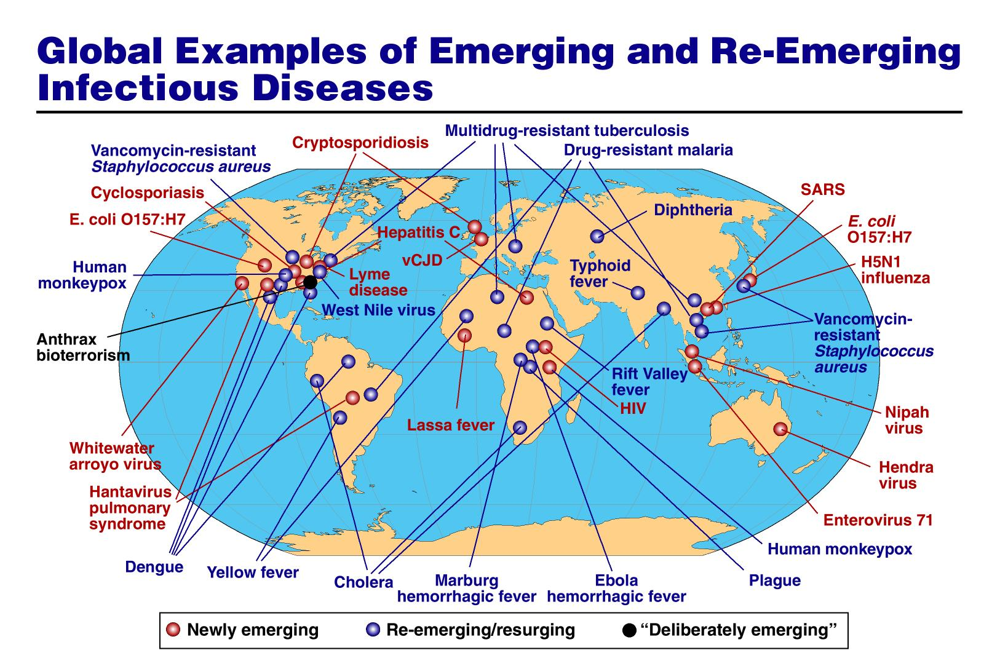 Global Examples of Emerging and Re-Emerging
Infectious Diseases
Multidrug-resistant tuberculosis
Cryptosporidiosis
Drug-resistant malaria
Vancomycin-resistant
Staphylococcus aureus
Cyclosporiasis
E. coli O157:H7
Human
monkeypox
Anthrax
bioterrorism
Whitewater
arroyo virus
Hantavirus
pulmonary
syndrome
Dengue
Yellow fever
Cholera
Marburg
hemorrhagic fever
Ebola
hemorrhagic fever
Plague
Human monkeypox
Enterovirus 71
Hendra
virus
Nipah
virus
Vancomycin-
resistant
Staphylococcus
aureus
H5N1
influenza
E. coli
O157:H7
SARS
Diphtheria
Typhoid
fever
Hepatitis C
vCJD
Lyme
disease
West Nile virus
Lassa fever
Rift Valley
fever
HIV
Newly emerging
Re-emerging/resurging
“Deliberately emerging”